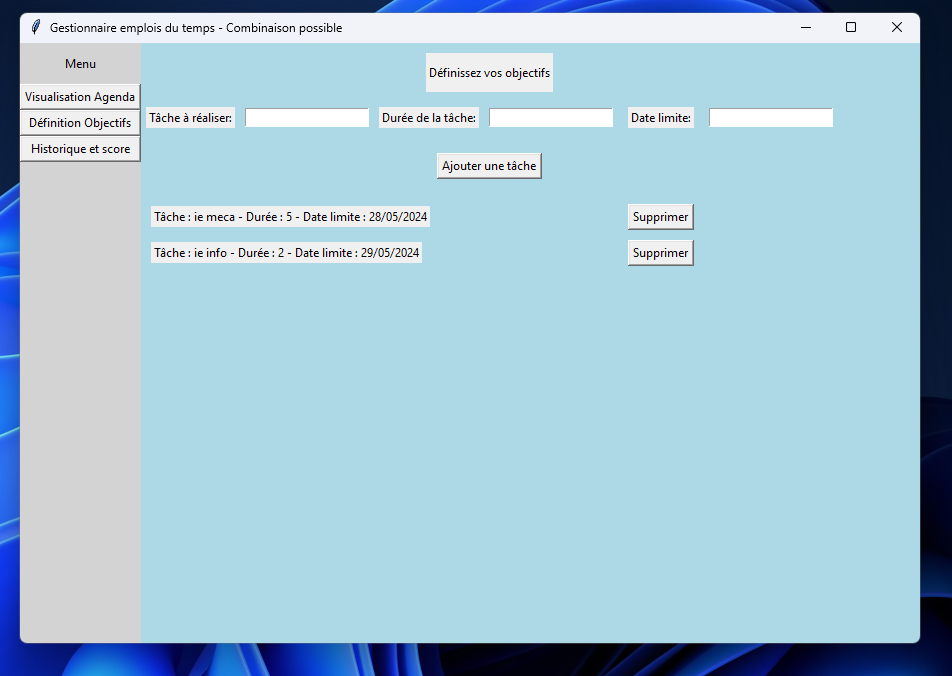 Gestionnaire emplois du temps - Combinaison possible
Menu
Visualisation Agenda
Définition Objectifs
Historique et score
Définissez vos objectifs
Tâche à réaliser: Durée de la tâche: Date limite:
Ajouter une tâche
Tâche : ie meca - Durée : 5 - Date limite : 28/05/2024 Supprimer
Tâche : ie info - Durée : 2 - Date limite : 29/05/2024 Supprimer